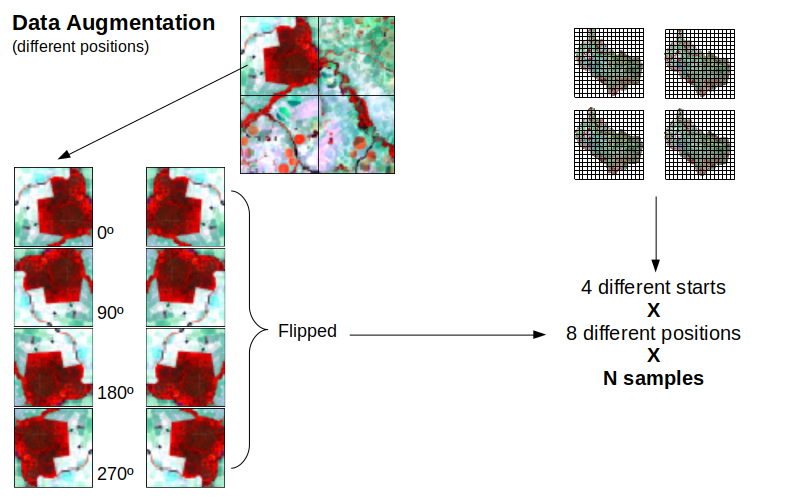 Data Augmentation
(different positions)
0º
90º
180º
270º
Flipped
4 different starts
X
8 different positions
X
N samples